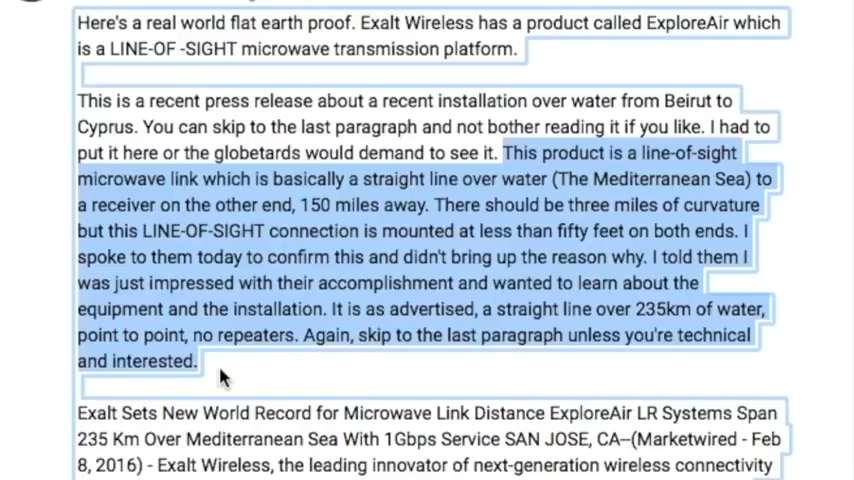 Here's a real world flat earth proof. Exalt Wireless has a product called ExploreAir which
is a LINE-OF -SIGHT microwave transmission platform.
This is a recent press release about a recent installation over water from Beirut to
Cyprus. You can skip to the last paragraph and not bother reading it if you like. I had to
put it here or the globetards would demand to see it. This product is a line-of-sight
microwave link which is basically a straight line over water (The Mediterranean Sea) to
a receiver on the other end, 150 miles away. There should be three miles of curvature
but this LINE-OF-SIGHT connection is mounted at less than fifty feet on both ends. I
spoke to them today to confirm this and didn't bring up the reason why. I told them I
was just impressed with their accomplishment and wanted to learn about the
equipment and the installation. It is as advertised, a straight line over 235km of water,
point to point, no repeaters. Again, skip to the last paragraph unless you're technical
and interested.
Exalt Sets New World Record for Microwave Link Distance ExploreAir LR Systems Span
235 Km Over Mediterranean Sea With 1Gbps Service SAN JOSE, CA--(Marketwired - Feb
8, 2016) - Exalt Wireless, the leading innovator of next-generation wireless connectivity